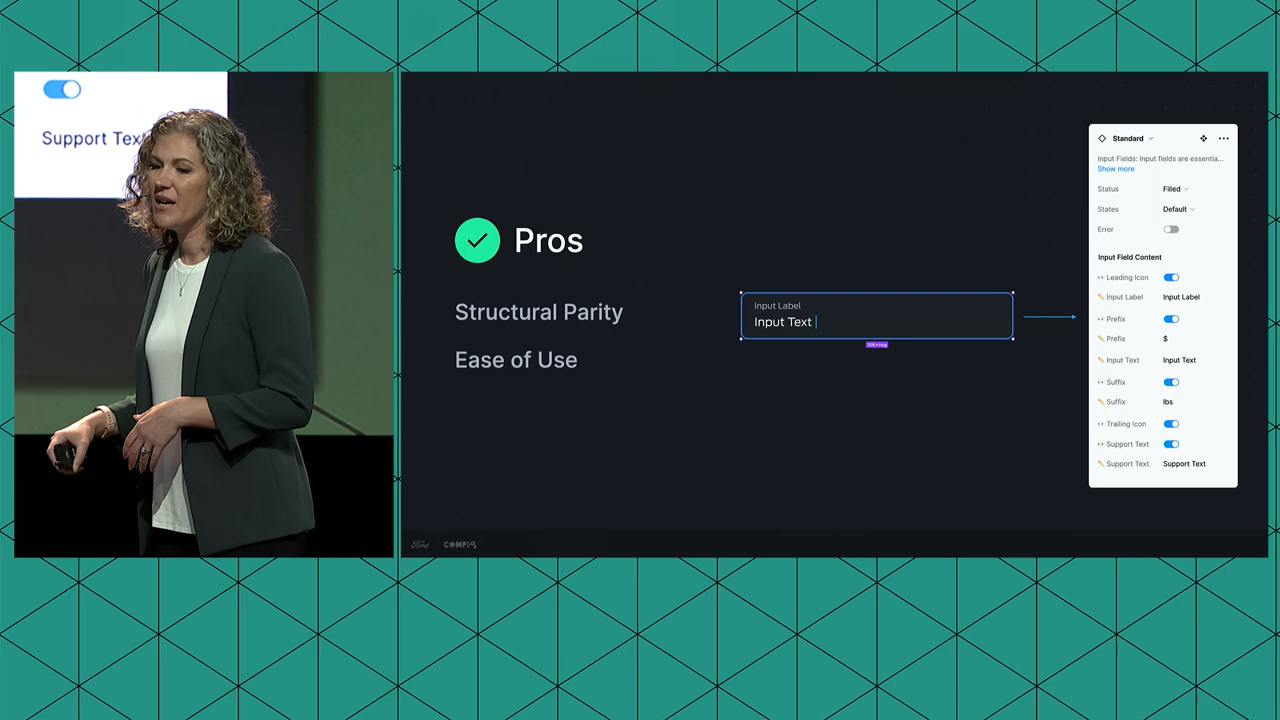 Support Tex
Pros
Structural Parity
Ease of Use
Input Label
Input Text
Standard
Input Fields: Input fields are essentia...
Show more
Status Filled
States Default
Error
Input Field Content
Leading Icon
Input Label Input Label
Prefix
Prefix $
Input Text Input Text
Suffix
Suffix lbs
Trailing Icon
Support Text
Support Text Support Text
Ford